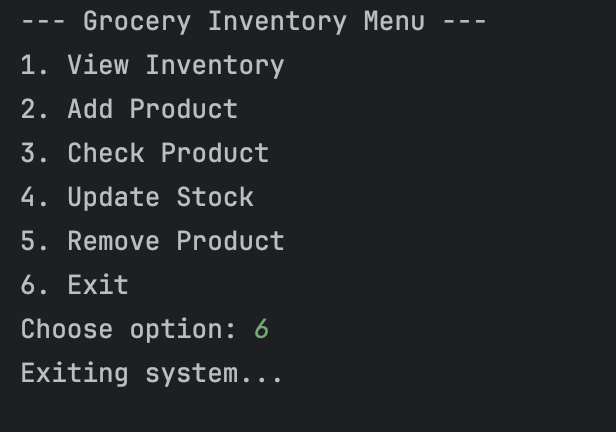 --- Grocery Inventory Menu ---
1. View Inventory
2. Add Product
3. Check Product
4. Update Stock
5. Remove Product
6. Exit
Choose option: 6
Exiting system...